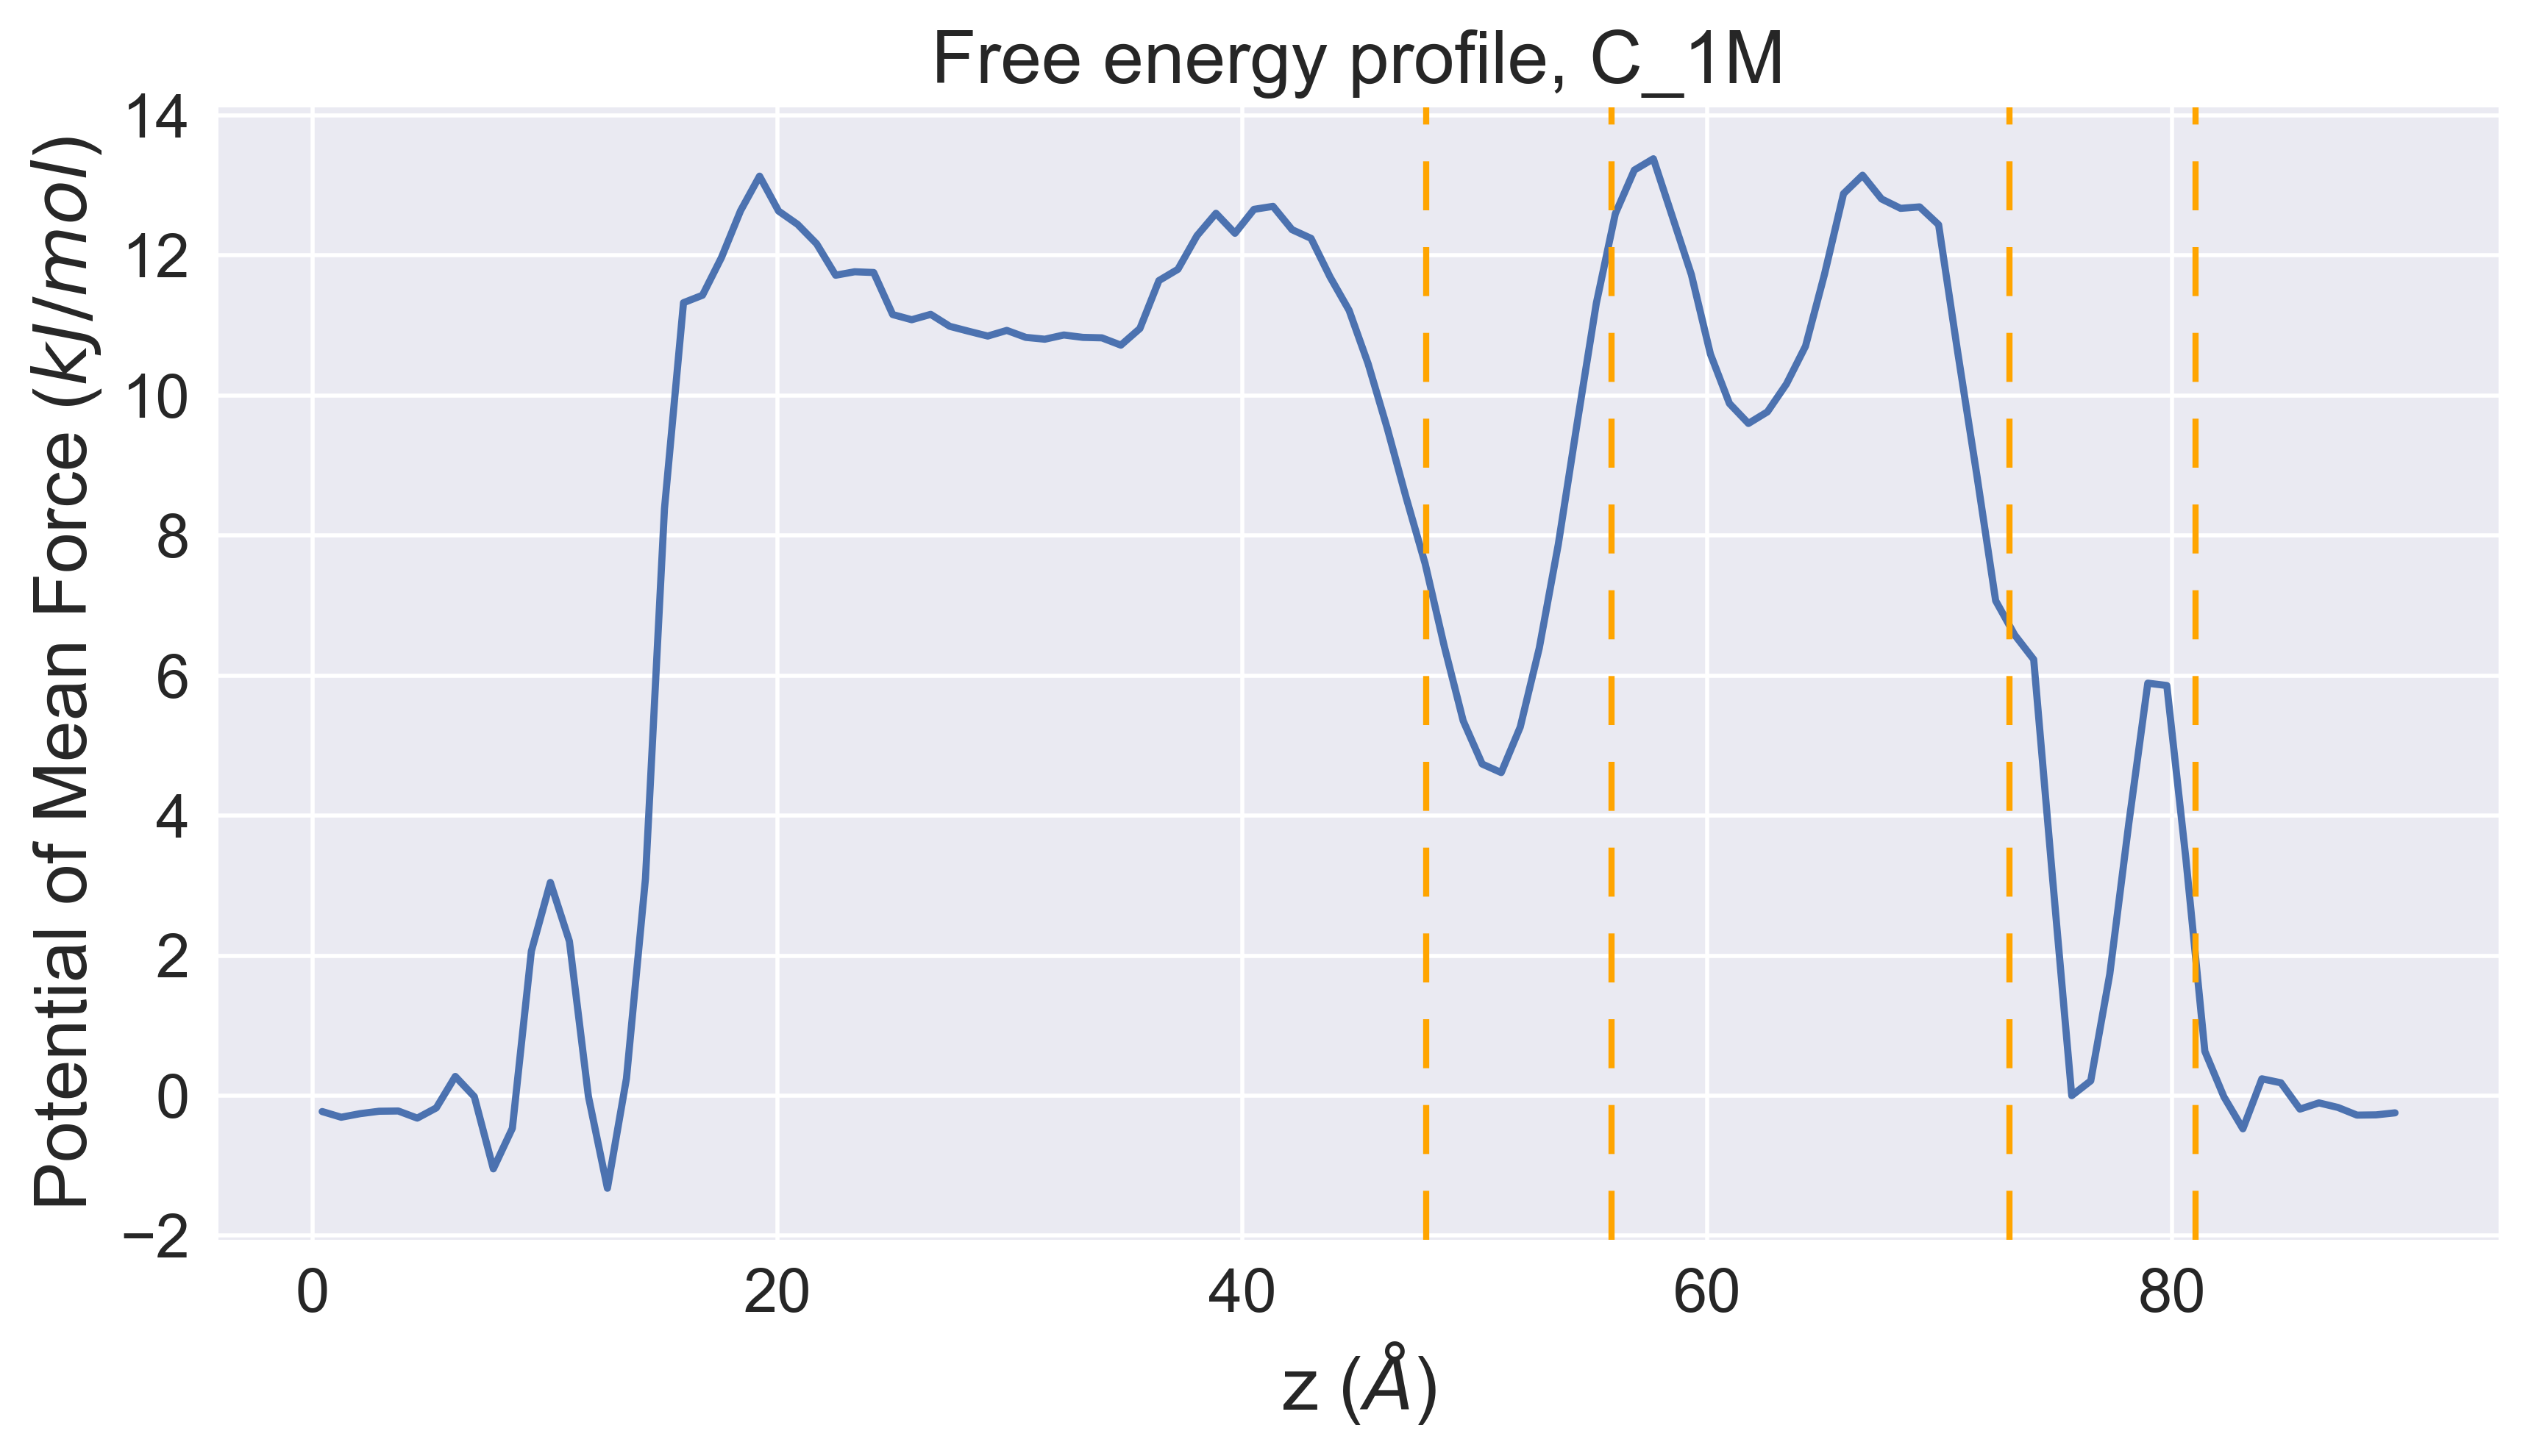 Free energy profile, C_1M
Potential of Mean Force (kJ/mol)
14
12
10
8
6
4
2
0
−2
0 20 40 60 80
z (Å)